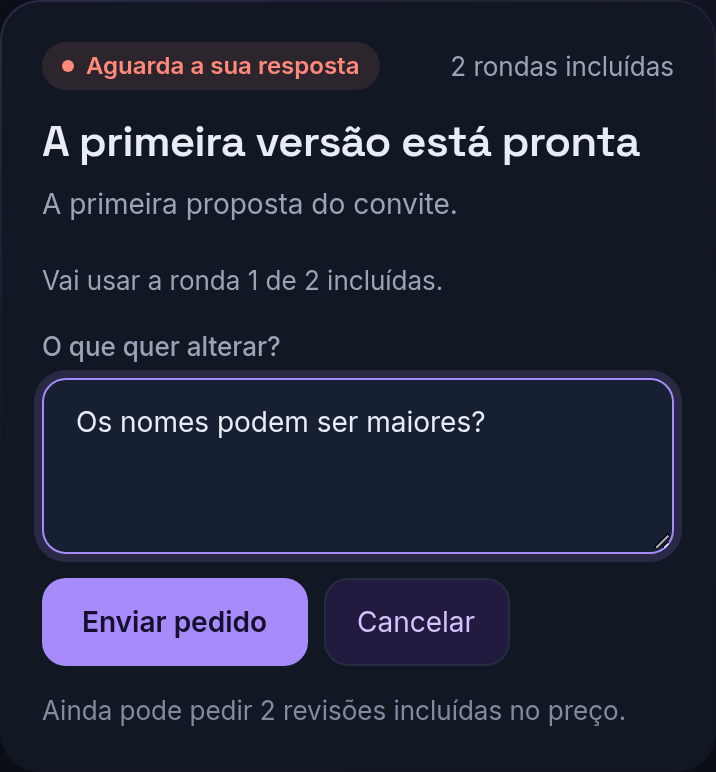 Aguarda a sua resposta
2 rondas incluídas
A primeira versão está pronta
A primeira proposta do convite.
Vai usar a ronda 1 de 2 incluídas.
O que quer alterar?
Os nomes podem ser maiores?
Enviar pedido
Cancelar
Ainda pode pedir 2 revisões incluídas no preço.